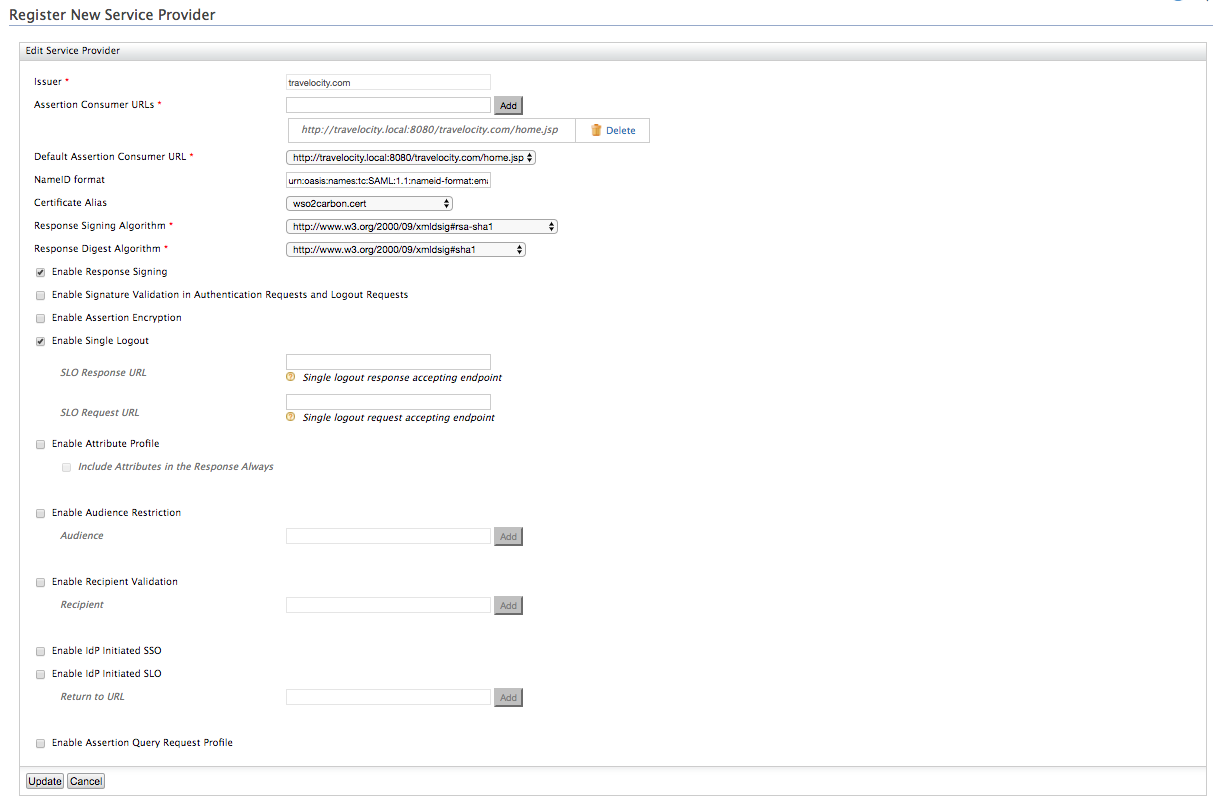 Register New Service Provider
Edit Service Provider
Issuer * travelocity.com
Assertion Consumer URLs * Add
http://travelocity.local:8080/travelocity.com/home.jsp Delete
Default Assertion Consumer URL * http://travelocity.local:8080/travelocity.com/home.jsp
NameID format urn:oasis:names:tc:SAML:1.1:nameid-format:ema
Certificate Alias wso2carbon.cert
Response Signing Algorithm * http://www.w3.org/2000/09/xmldsig#rsa-sha1
Response Digest Algorithm * http://www.w3.org/2000/09/xmldsig#sha1
Enable Response Signing
Enable Signature Validation in Authentication Requests and Logout Requests
Enable Assertion Encryption
Enable Single Logout
SLO Response URL
Single logout response accepting endpoint
SLO Request URL
Single logout request accepting endpoint
Enable Attribute Profile
Include Attributes in the Response Always
Enable Audience Restriction
Audience Add
Enable Recipient Validation
Recipient Add
Enable IdP Initiated SSO
Enable IdP Initiated SLO
Return to URL Add
Enable Assertion Query Request Profile
Update Cancel